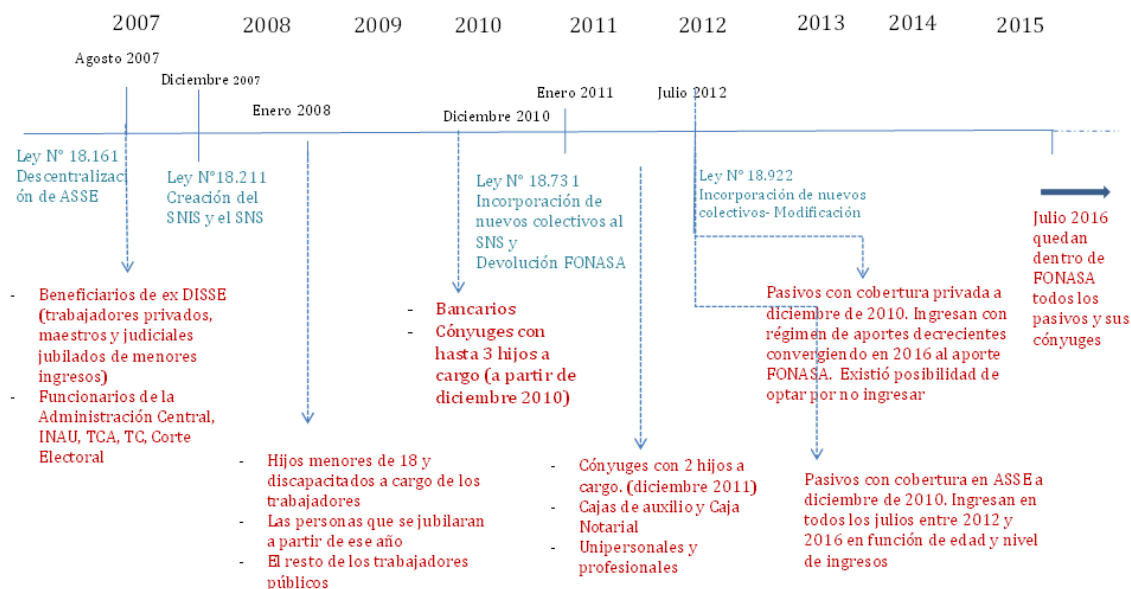 2007 2008 2009 2010 2011 2012 2013 2014 2015
Agosto 2007
Diciembre 2007
Enero 2008
Diciembre 2010
Enero 2011
Julio 2012
Ley N° 18.161
Descentralizaci
ón de ASSE
Ley N°18.211
Creación del
SNIS y el SNS
Ley N° 18.731
Incorporación de
nuevos colectivos al
SNS y
Devolución FONASA
Ley N° 18.922
Incorporación de nuevos
colectivos- Modificación
Julio 2016
quedan
dentro de
FONASA
todos los
pasivos y sus
cónyuges
- Beneficiarios de ex DISSE
(trabajadores privados,
maestros y judiciales
jubilados de menores
ingresos)
- Funcionarios de la
Administración Central,
INAU, TCA, TC, Corte
Electoral
- Hijos menores de 18 y
discapacitados a cargo de los
trabajadores
- Las personas que se jubilaran
a partir de ese año
- El resto de los trabajadores
públicos
- Bancarios
- Cónyuges con
hasta 3 hijos a
cargo (a partir de
diciembre 2010)
- Cónyuges con 2 hijos a
cargo. (diciembre 2011)
- Cajas de auxilio y Caja
Notarial
- Unipersonales y
profesionales
Pasivos con cobertura privada a
diciembre de 2010. Ingresan con
régimen de aportes decrecientes
convergiendo en 2016 al aporte
FONASA. Existió posibilidad de
optar por no ingresar
Pasivos con cobertura en ASSE a
diciembre de 2010. Ingresan en
todos los julios entre 2012 y
2016 en función de edad y nivel
de ingresos